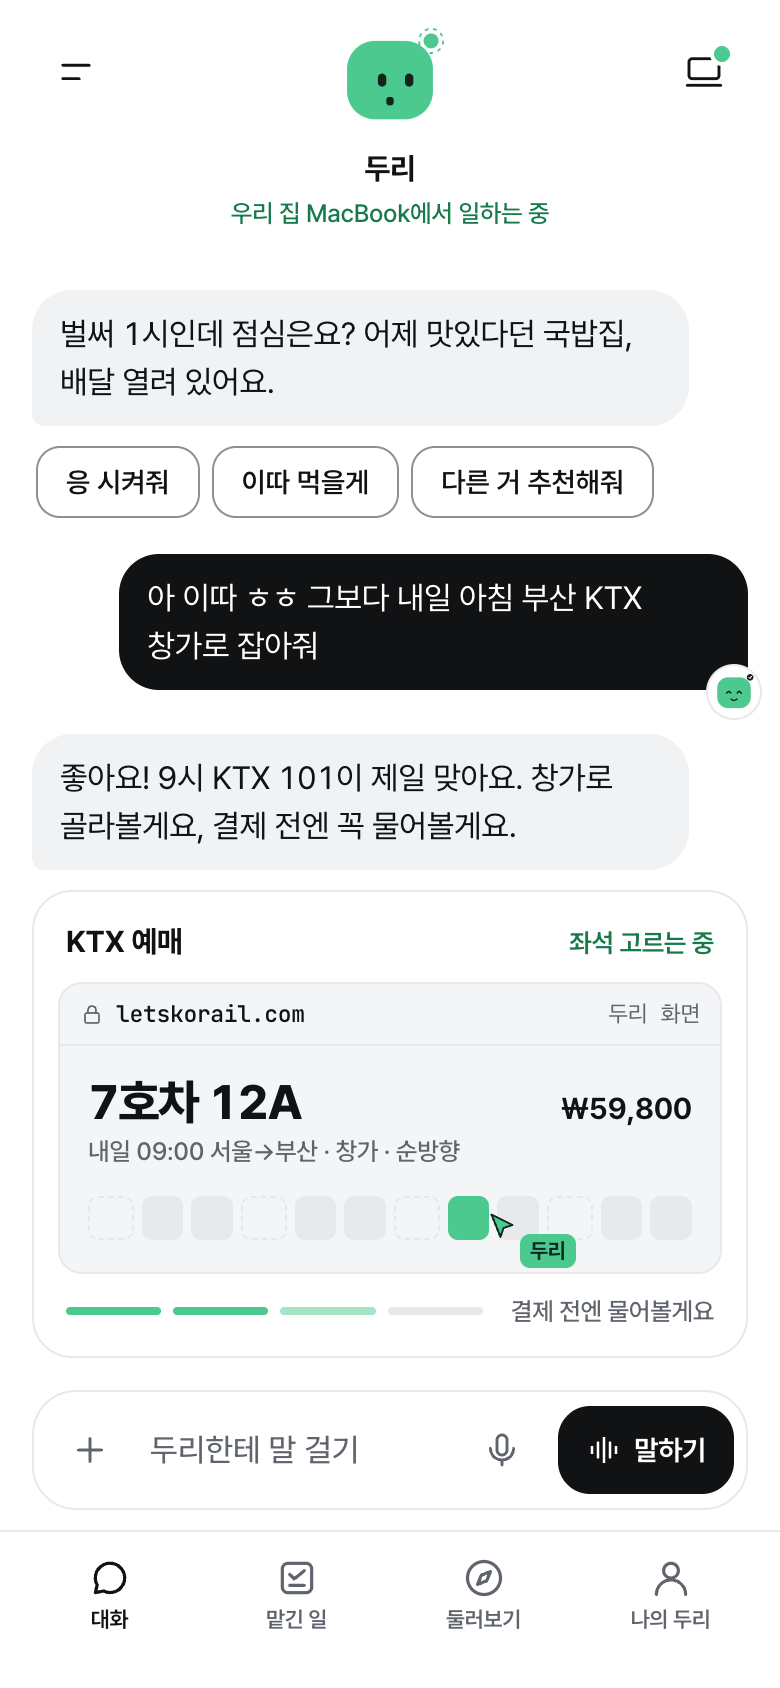 두리
우리 집 MacBook에서 일하는 중
벌써 1시인데 점심은요? 어제 맛있다던 국밥집,
배달 열려 있어요.
응 시켜줘
이따 먹을게
다른 거 추천해줘
아 이따 ㅎㅎ 그보다 내일 아침 부산 KTX
창가로 잡아줘
좋아요! 9시 KTX 101이 제일 맞아요. 창가로
골라볼게요, 결제 전엔 꼭 물어볼게요.
KTX 예매
좌석 고르는 중
letskorail.com
두리 화면
7호차 12A
₩59,800
내일 09:00 서울→부산 · 창가 · 순방향
두리
결제 전엔 물어볼게요
두리한테 말 걸기
말하기
대화
맡긴 일
둘러보기
나의 두리